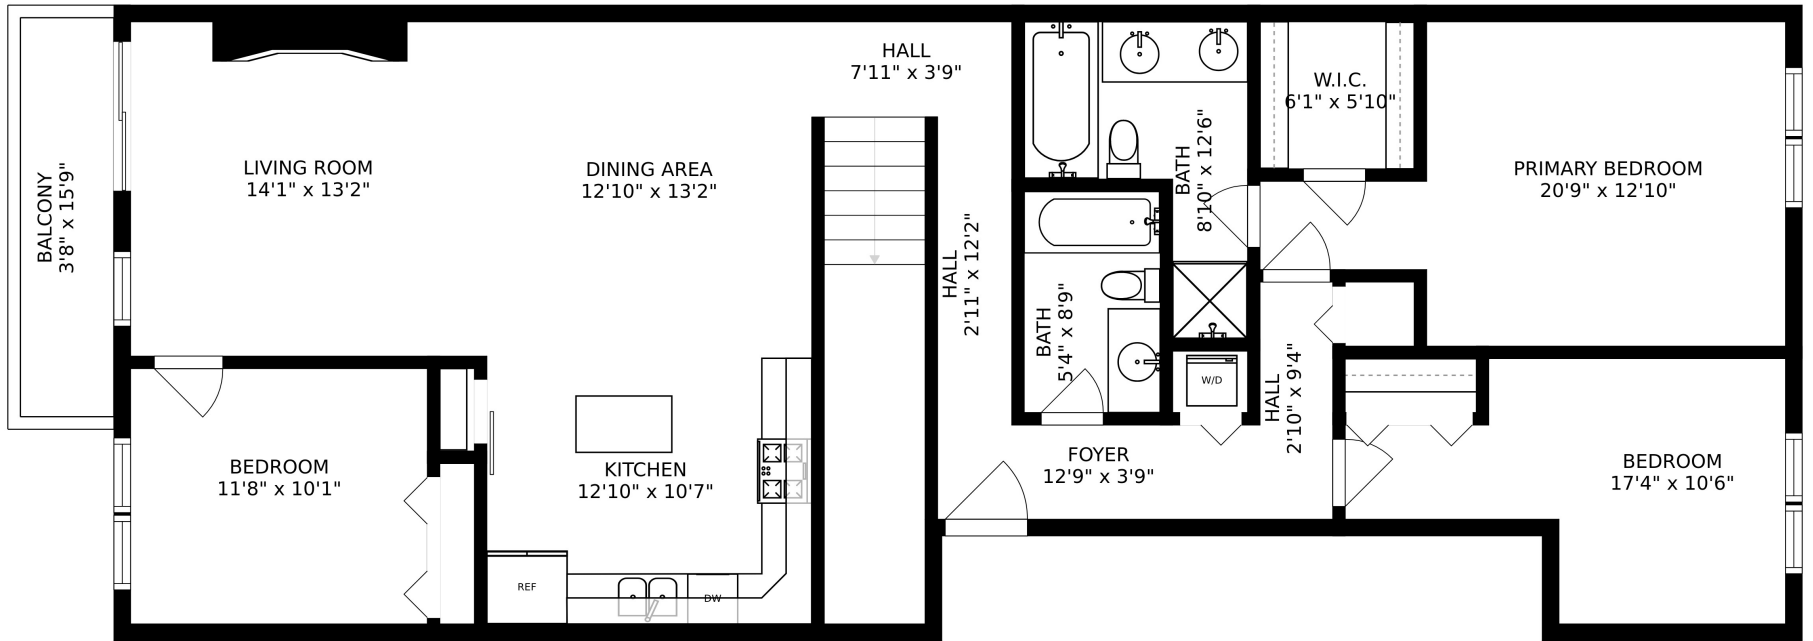 HALL
7'11" x 3'9"
W.I.C.
6'1" x 5'10"
LIVING ROOM
14'1" x 13'2"
DINING AREA
12'10" x 13'2"
BATH
8'10" x 12'6"
PRIMARY BEDROOM
20'9" x 12'10"
BALCONY
3'8" x 15'9"
HALL
2'11" x 12'2"
BATH
5'4" x 8'9"
W/D
HALL
2'10" x 9'4"
BEDROOM
11'8" x 10'1"
KITCHEN
12'10" x 10'7"
FOYER
12'9" x 3'9"
BEDROOM
17'4" x 10'6"
REF
DW